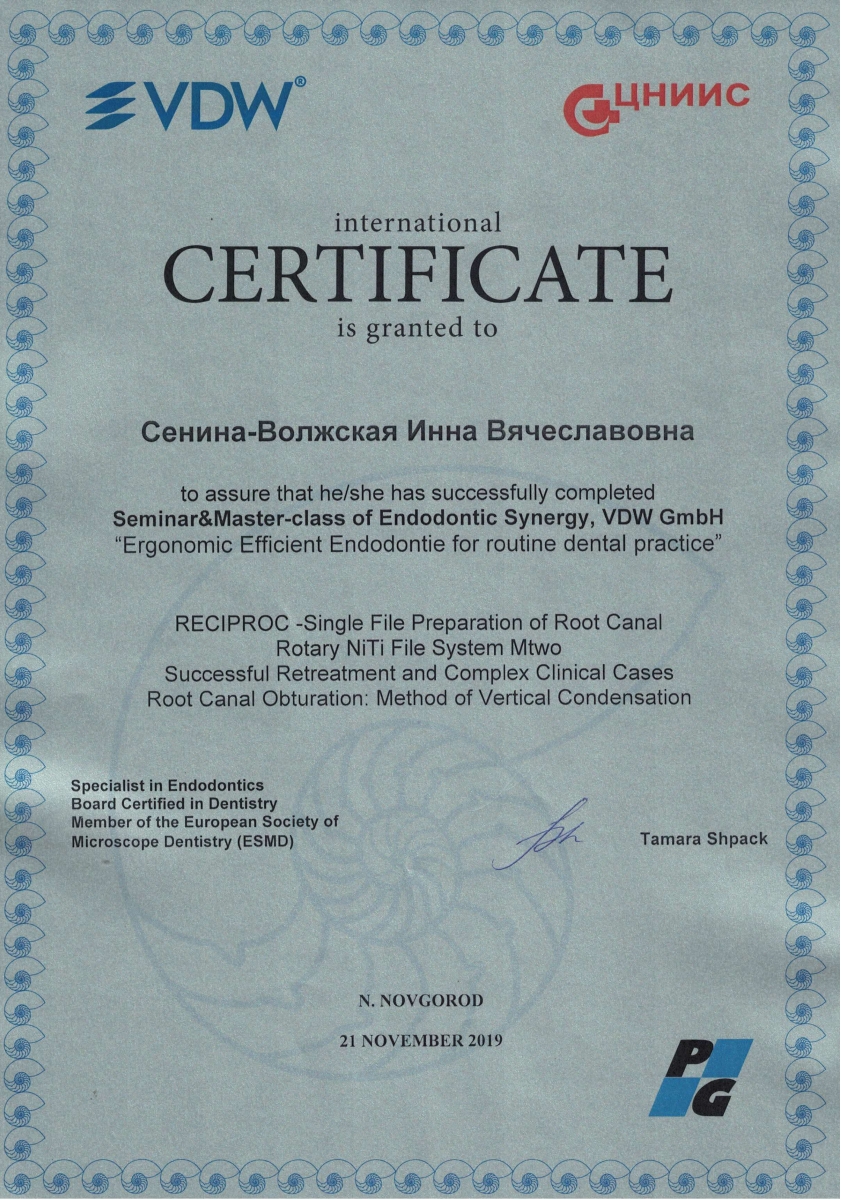 VDW®
ЦНИИС
international
CERTIFICATE
is granted to
Сенина-Волжская Инна Вячеславовна
to assure that he/she has successfully completed
Seminar&Master-class of Endodontic Synergy, VDW GmbH
“Ergonomic Efficient Endodontie for routine dental practice”
RECIPROC -Single File Preparation of Root Canal
Rotary NiTi File System Mtwo
Successful Retreatment and Complex Clinical Cases
Root Canal Obturation: Method of Vertical Condensation
Specialist in Endodontics
Board Certified in Dentistry
Member of the European Society of
Microscope Dentistry (ESMD)
Tamara Shpack
N. NOVGOROD
21 NOVEMBER 2019
PG